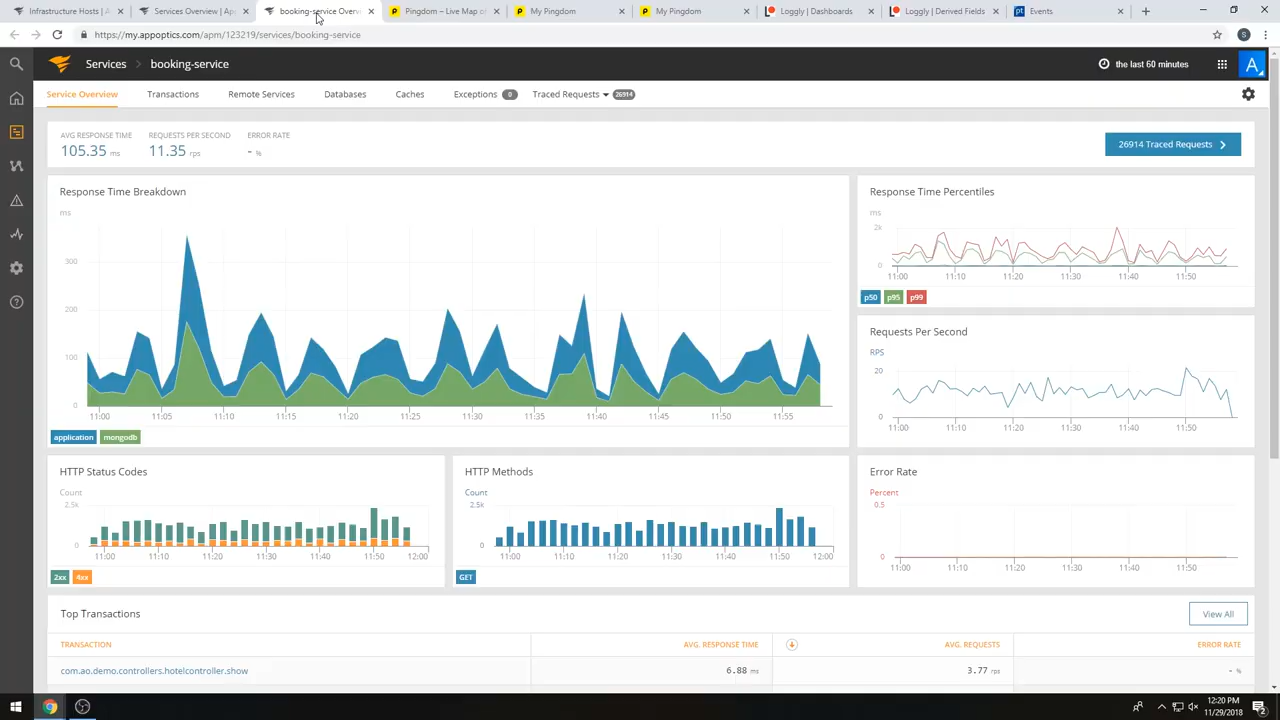 Infrastructure Hosts | A
Services Overview | Ap
booking-service Overvi
Pingdom – Live Map o
My Pingdom
My Pingdom
Loggly | Dashboards
Loggly | Derived Fields
pt Events
https://my.appoptics.com/apm/123219/services/booking-service
S
Services > booking-service
the last 60 minutes
A
Service Overview
Transactions
Remote Services
Databases
Caches
Exceptions 0
Traced Requests 26914
AVG RESPONSE TIME
105.35 ms
REQUESTS PER SECOND
11.35 rps
ERROR RATE
- %
26914 Traced Requests
Response Time Breakdown
ms
300
200
100
0
11:00 11:05 11:10 11:15 11:20 11:25 11:30 11:35 11:40 11:45 11:50 11:55
application mongodb
Response Time Percentiles
ms
2k
0
11:00 11:10 11:20 11:30 11:40 11:50
p50 p95 p99
Requests Per Second
RPS
20
0
11:00 11:10 11:20 11:30 11:40 11:50
HTTP Status Codes
Count
2.5k
0
11:00 11:10 11:20 11:30 11:40 11:50 12:00
2xx 4xx
HTTP Methods
Count
2.5k
0
11:00 11:10 11:20 11:30 11:40 11:50 12:00
GET
Error Rate
Percent
0.5
0
11:00 11:10 11:20 11:30 11:40 11:50
Top Transactions
View All
TRANSACTION
AVG. RESPONSE TIME
AVG. REQUESTS
ERROR RATE
com.ao.demo.controllers.hotelcontroller.show
6.88 ms
3.77 rps
- %
12:20 PM
11/29/2018
2